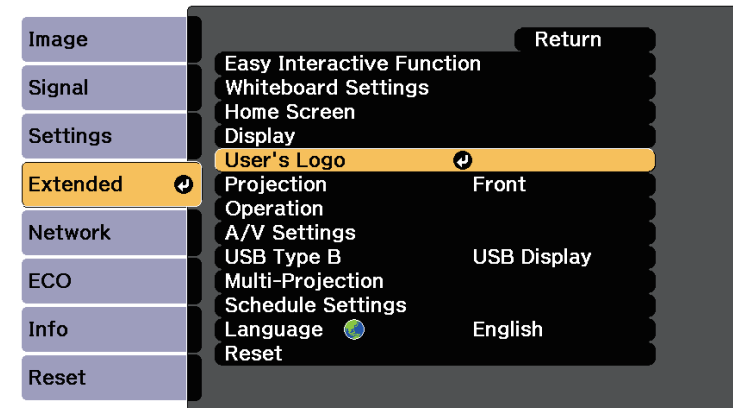 Image
Signal
Settings
Extended
Network
ECO
Info
Reset
Return
Easy Interactive Function
Whiteboard Settings
Home Screen
Display
User's Logo
Projection Front
Operation
A/V Settings
USB Type B USB Display
Multi-Projection
Schedule Settings
Language English
Reset